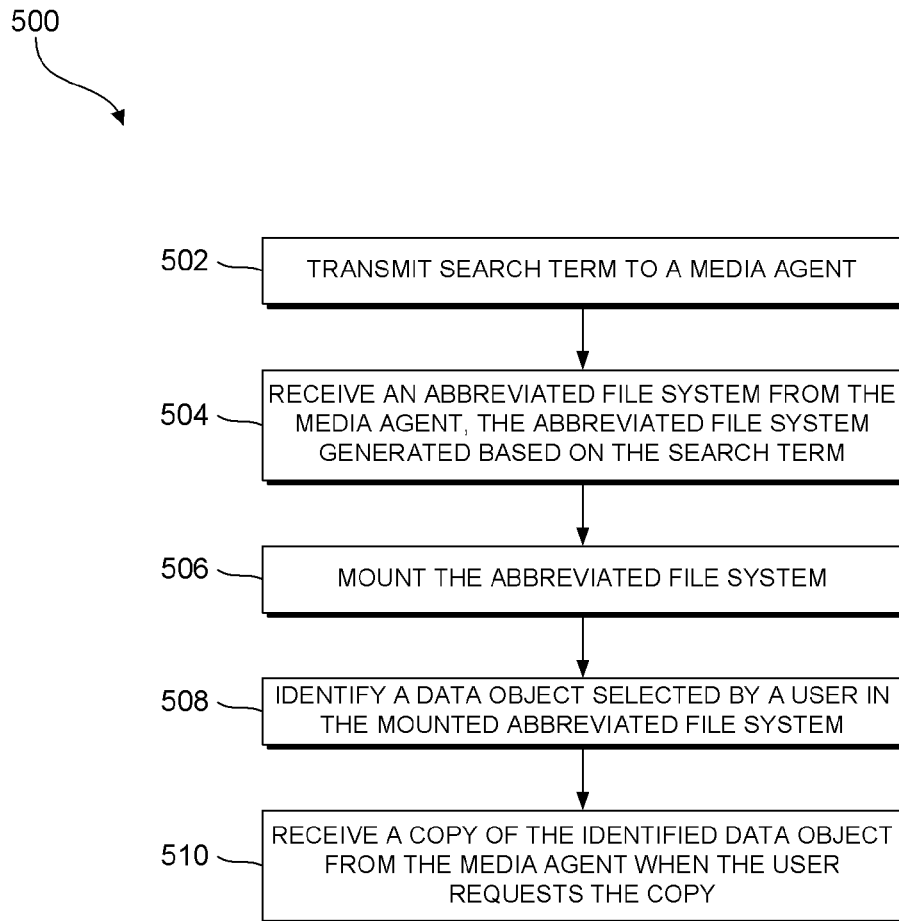 500
502
TRANSMIT SEARCH TERM TO A MEDIA AGENT
504
RECEIVE AN ABBREVIATED FILE SYSTEM FROM THE
MEDIA AGENT, THE ABBREVIATED FILE SYSTEM
GENERATED BASED ON THE SEARCH TERM
506
MOUNT THE ABBREVIATED FILE SYSTEM
508
IDENTIFY A DATA OBJECT SELECTED BY A USER IN
THE MOUNTED ABBREVIATED FILE SYSTEM
510
RECEIVE A COPY OF THE IDENTIFIED DATA OBJECT
FROM THE MEDIA AGENT WHEN THE USER
REQUESTS THE COPY